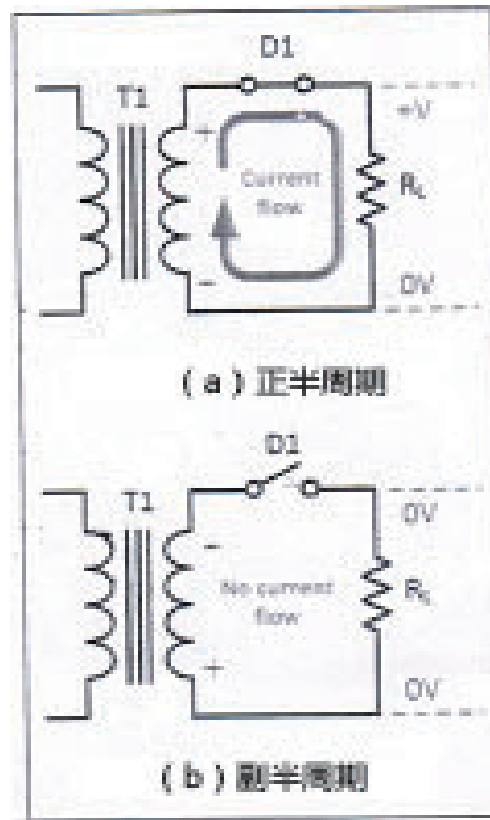 D1
T1
+V
+
Current
flow
RL
-
0V
(a)正半周期
D1
T1
0V
-
No current
flow
RL
+
0V
(b)副半周期